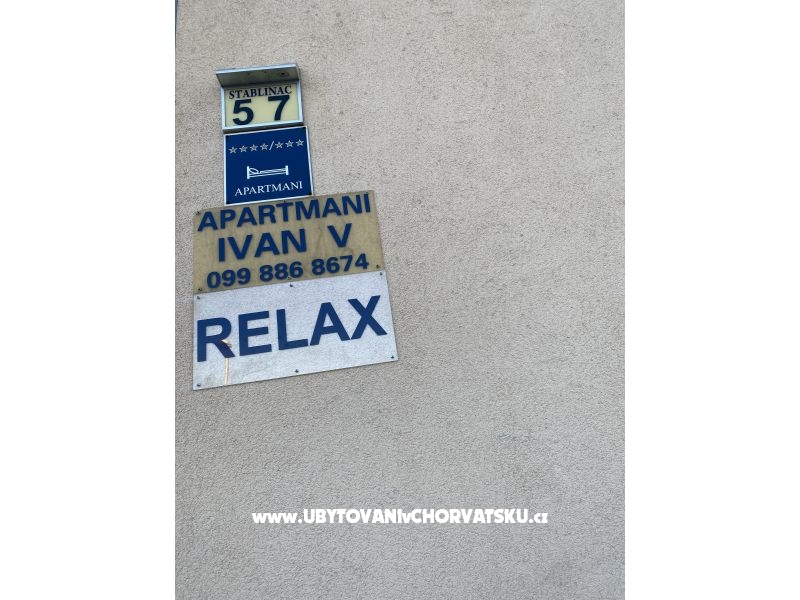 STABLINAC
57
☆☆☆☆/☆☆☆
APARTMANI
APARTMANI
IVAN V
099 886 8674
RELAX
www.UBYTOVANIvCHORVATSKU.cz